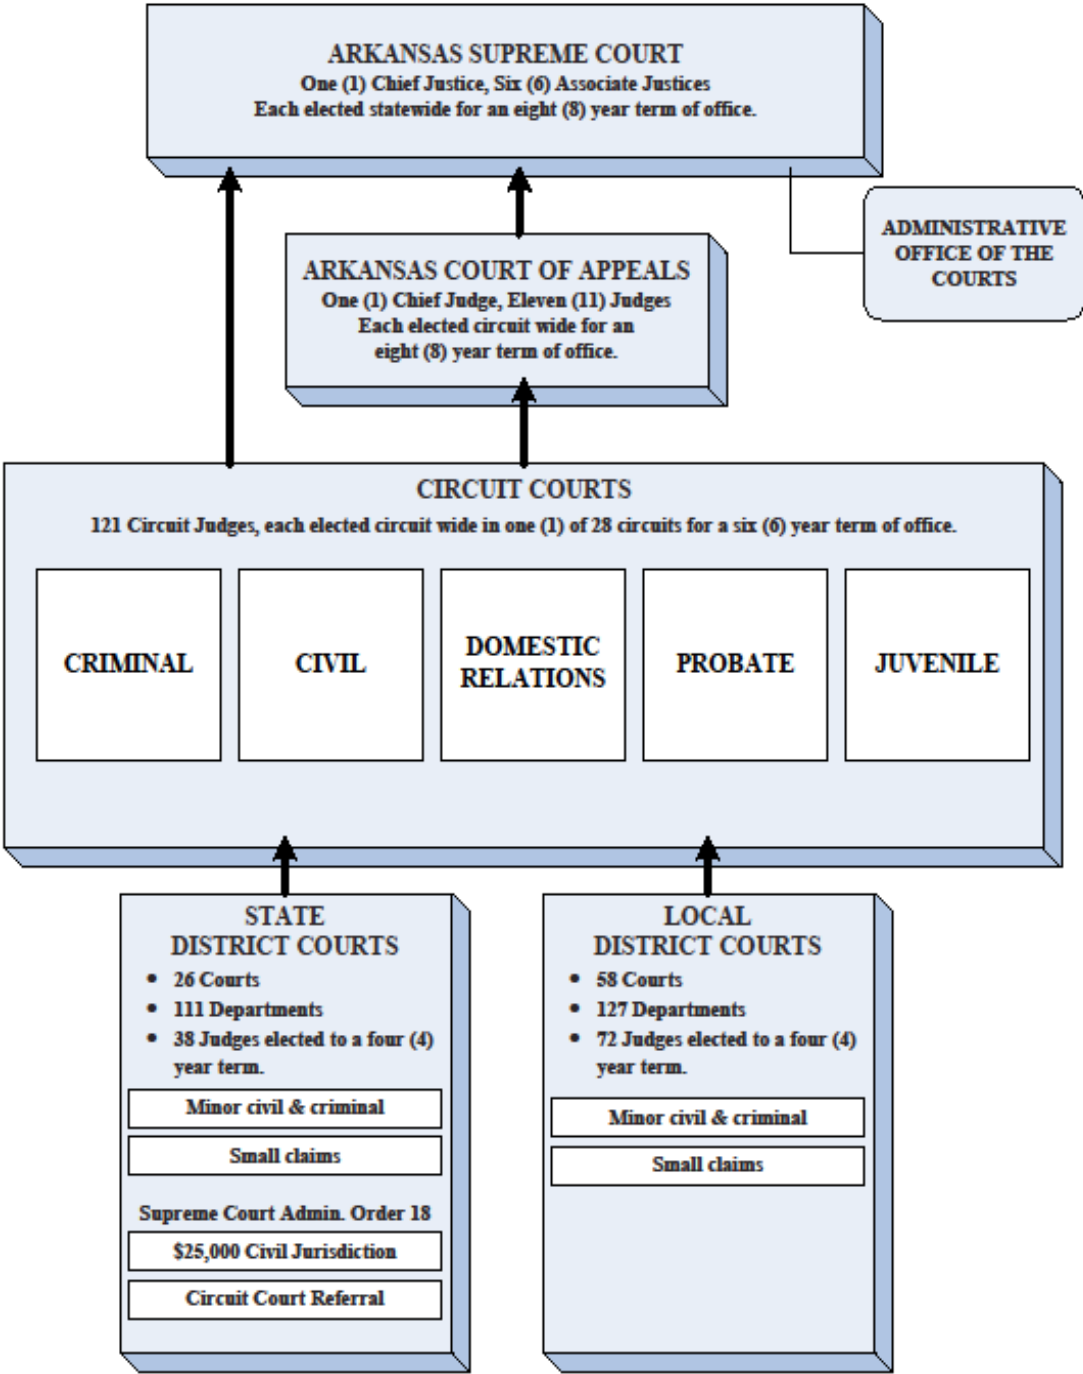 ARKANSAS SUPREME COURT
One (1) Chief Justice, Six (6) Associate Justices
Each elected statewide for an eight (8) year term of office.
ADMINISTRATIVE
OFFICE OF THE
COURTS
ARKANSAS COURT OF APPEALS
One (1) Chief Judge, Eleven (11) Judges
Each elected circuit wide for an
eight (8) year term of office.
CIRCUIT COURTS
121 Circuit Judges, each elected circuit wide in one (1) of 28 circuits for a six (6) year term of office.
CRIMINAL
CIVIL
DOMESTIC
RELATIONS
PROBATE
JUVENILE
STATE
DISTRICT COURTS
• 26 Courts
• 111 Departments
• 38 Judges elected to a four (4)
year term.
Minor civil & criminal
Small claims
Supreme Court Admin. Order 18
$25,000 Civil Jurisdiction
Circuit Court Referral
LOCAL
DISTRICT COURTS
• 58 Courts
• 127 Departments
• 72 Judges elected to a four (4)
year term.
Minor civil & criminal
Small claims